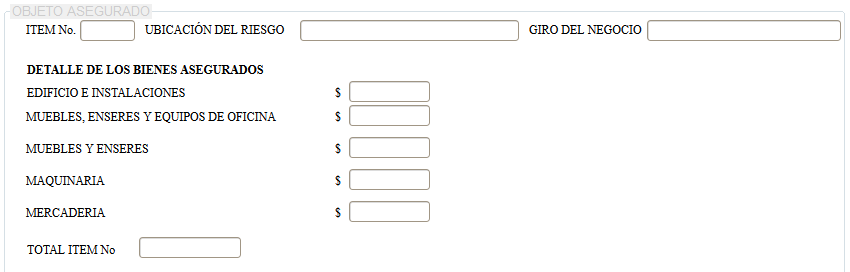 OBJETO ASEGURADO
ITEM No. UBICACIÓN DEL RIESGO GIRO DEL NEGOCIO
DETALLE DE LOS BIENES ASEGURADOS
EDIFICIO E INSTALACIONES $
MUEBLES, ENSERES Y EQUIPOS DE OFICINA $
MUEBLES Y ENSERES $
MAQUINARIA $
MERCADERIA $
TOTAL ITEM No